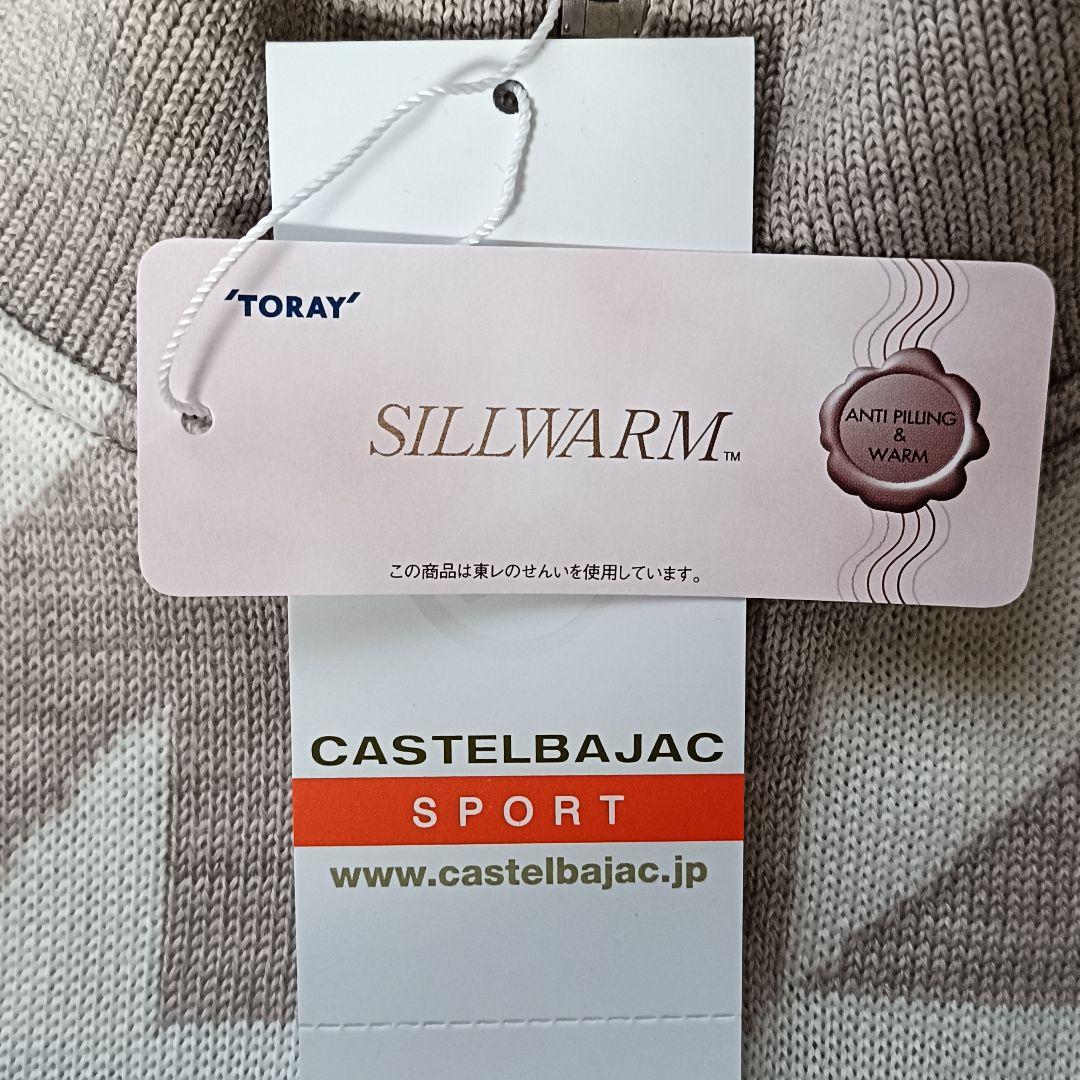 'TORAY'
SILLWARM™
ANTI PILLING
&
WARM
この商品は東レのせんいを使用しています。
CASTELBAJAC
SPORT
www.castelbajac.jp